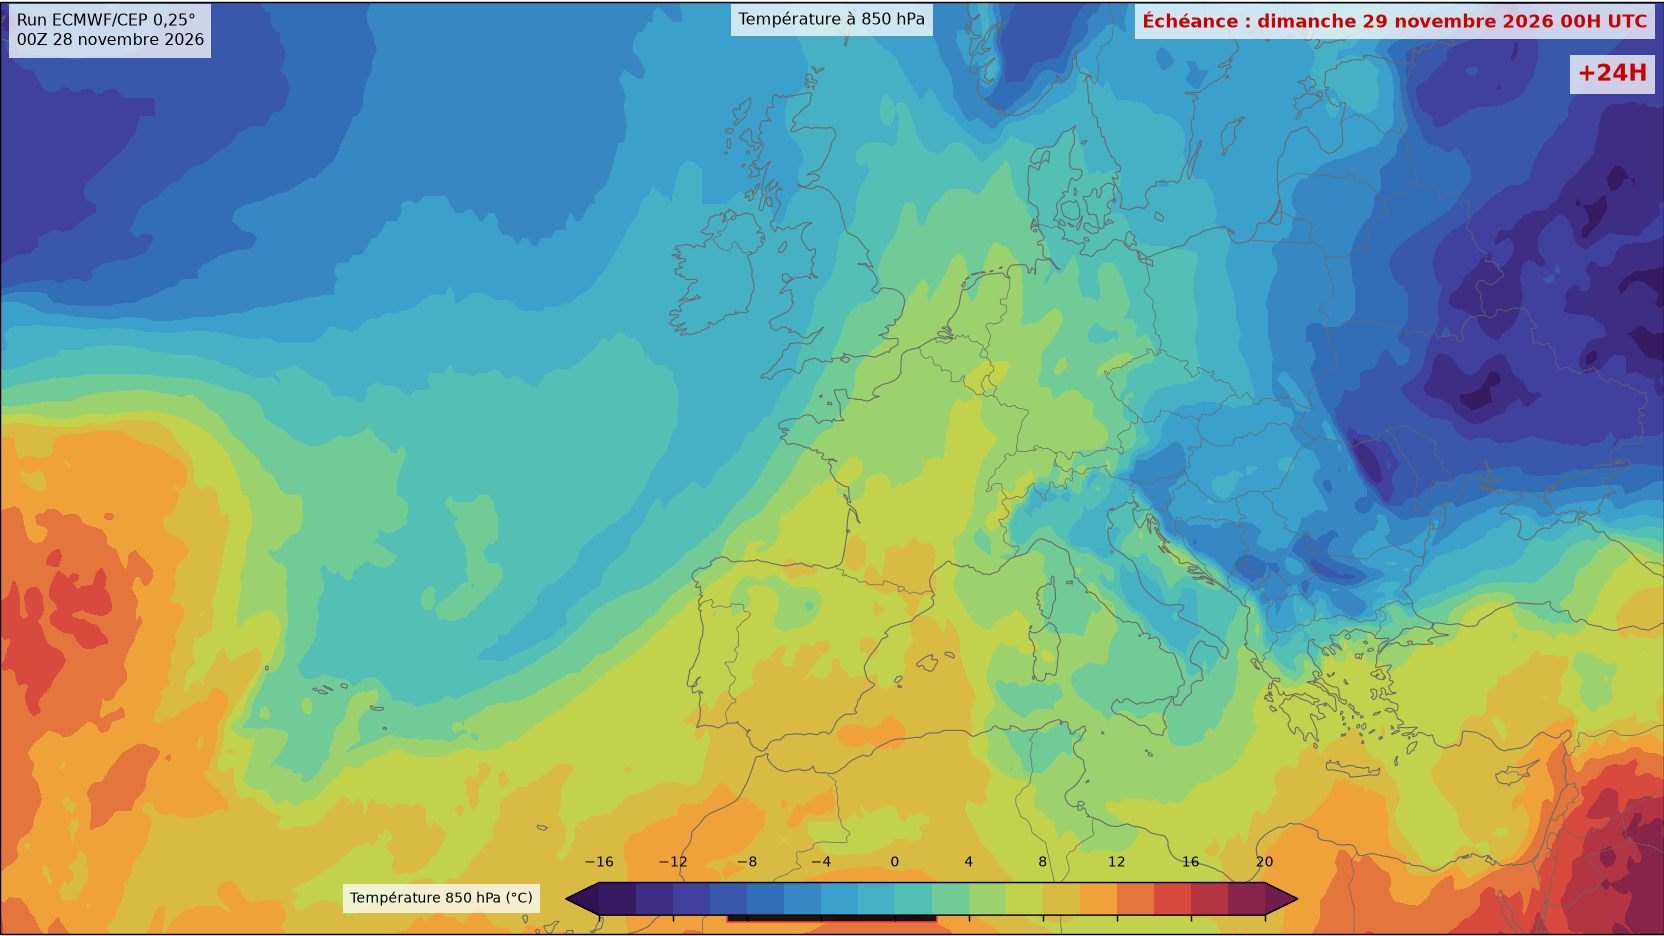 Run ECMWF/CEP 0,25°
00Z 28 novembre 2026
Température à 850 hPa
Échéance : dimanche 29 novembre 2026 00H UTC
+24H
−16 −12 −8 −4 0 4 8 12 16 20
Température 850 hPa (°C)